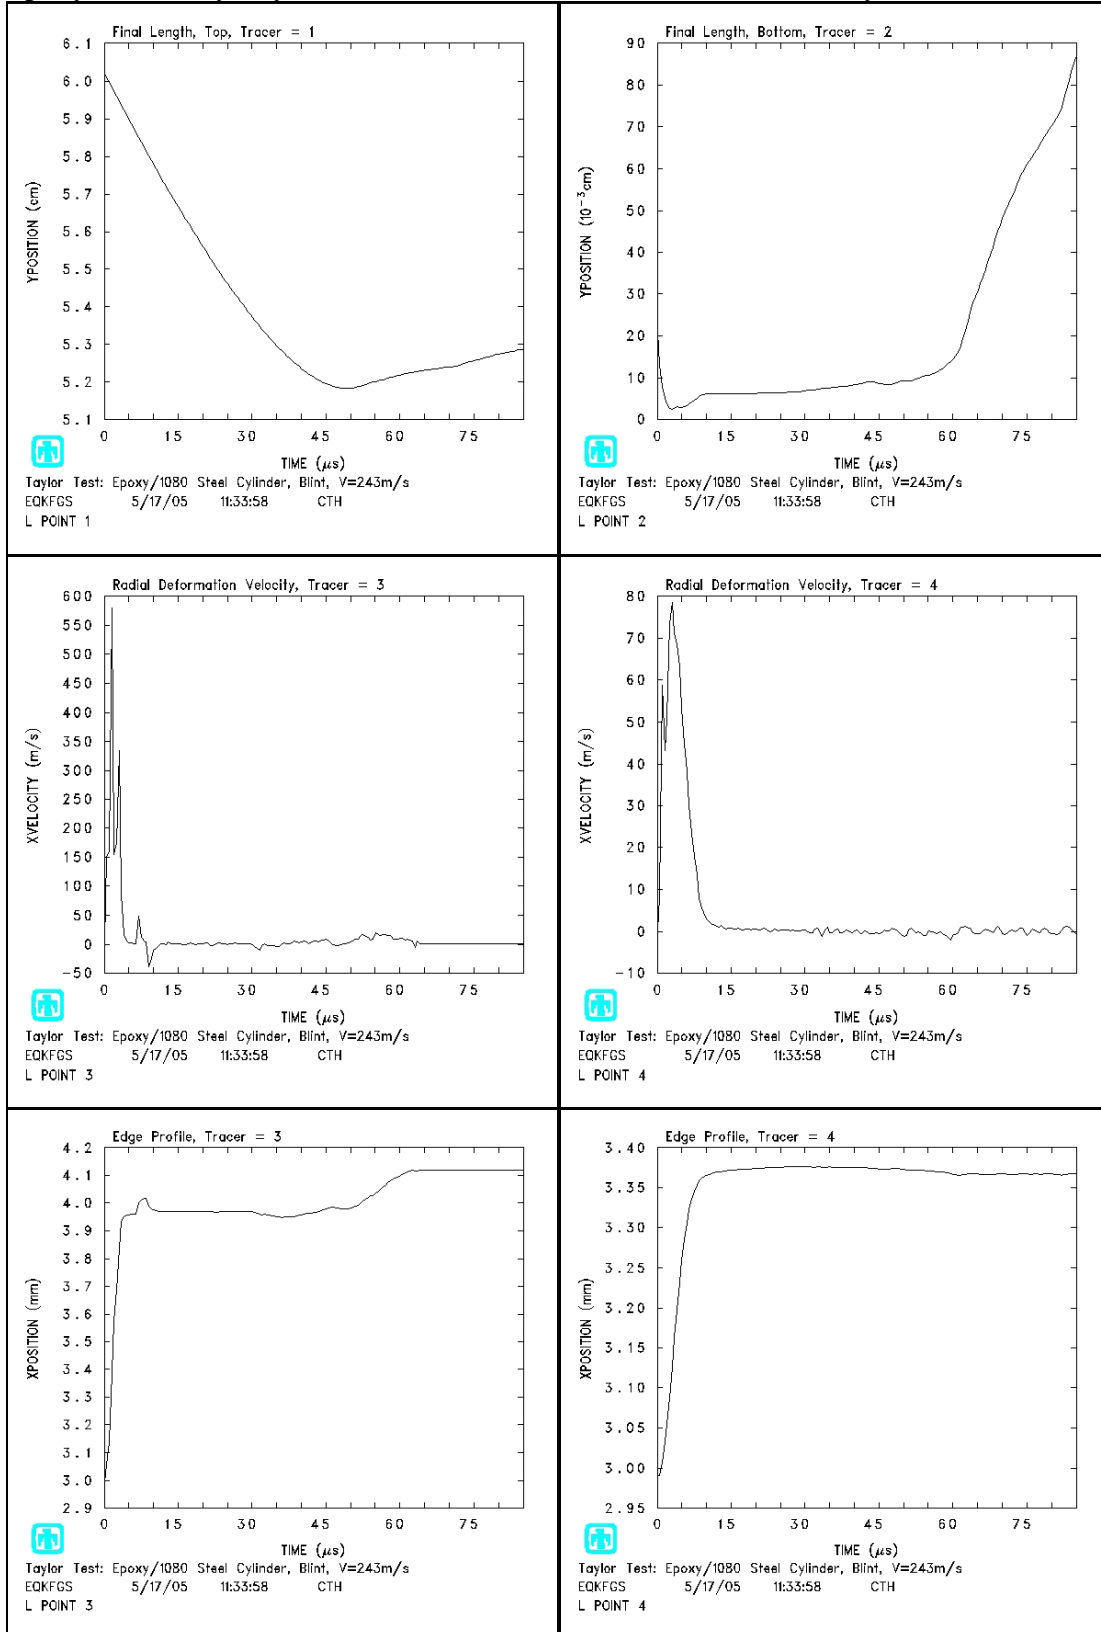 Final Length, Top, Tracer = 1
6.1
6.0
5.9
5.8
5.7
5.6
5.5
5.4
5.3
5.2
5.1
YPOSITION (cm)
0 15 30 45 60 75
TIME (μs)
Taylor Test: Epoxy/1080 Steel Cylinder, Blint, V=243m/s
EQKFGS 5/17/05 11:33:58 CTH
L POINT 1
Final Length, Bottom, Tracer = 2
90
80
70
60
50
40
30
20
10
0
YPOSITION (10⁻³cm)
0 15 30 45 60 75
TIME (μs)
Taylor Test: Epoxy/1080 Steel Cylinder, Blint, V=243m/s
EQKFGS 5/17/05 11:33:58 CTH
L POINT 2
Radial Deformation Velocity, Tracer = 3
600
550
500
450
400
350
300
250
200
150
100
50
0
-50
XVELOCITY (m/s)
0 15 30 45 60 75
TIME (μs)
Taylor Test: Epoxy/1080 Steel Cylinder, Blint, V=243m/s
EQKFGS 5/17/05 11:33:58 CTH
L POINT 3
Radial Deformation Velocity, Tracer = 4
80
70
60
50
40
30
20
10
0
-10
XVELOCITY (m/s)
0 15 30 45 60 75
TIME (μs)
Taylor Test: Epoxy/1080 Steel Cylinder, Blint, V=243m/s
EQKFGS 5/17/05 11:33:58 CTH
L POINT 4
Edge Profile, Tracer = 3
4.2
4.1
4.0
3.9
3.8
3.7
3.6
3.5
3.4
3.3
3.2
3.1
3.0
2.9
XPOSITION (mm)
0 15 30 45 60 75
TIME (μs)
Taylor Test: Epoxy/1080 Steel Cylinder, Blint, V=243m/s
EQKFGS 5/17/05 11:33:58 CTH
L POINT 3
Edge Profile, Tracer = 4
3.40
3.35
3.30
3.25
3.20
3.15
3.10
3.05
3.00
2.95
XPOSITION (mm)
0 15 30 45 60 75
TIME (μs)
Taylor Test: Epoxy/1080 Steel Cylinder, Blint, V=243m/s
EQKFGS 5/17/05 11:33:58 CTH
L POINT 4